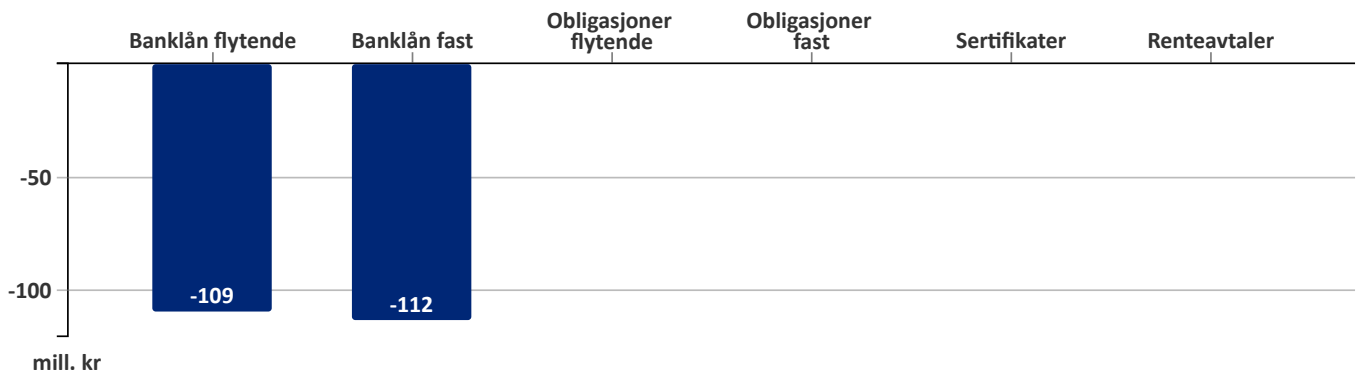 Banklån flytende
Banklån fast
Obligasjoner
flytende
Obligasjoner
fast
Sertifikater
Renteavtaler
-50
-100
-109
-112
mill. kr